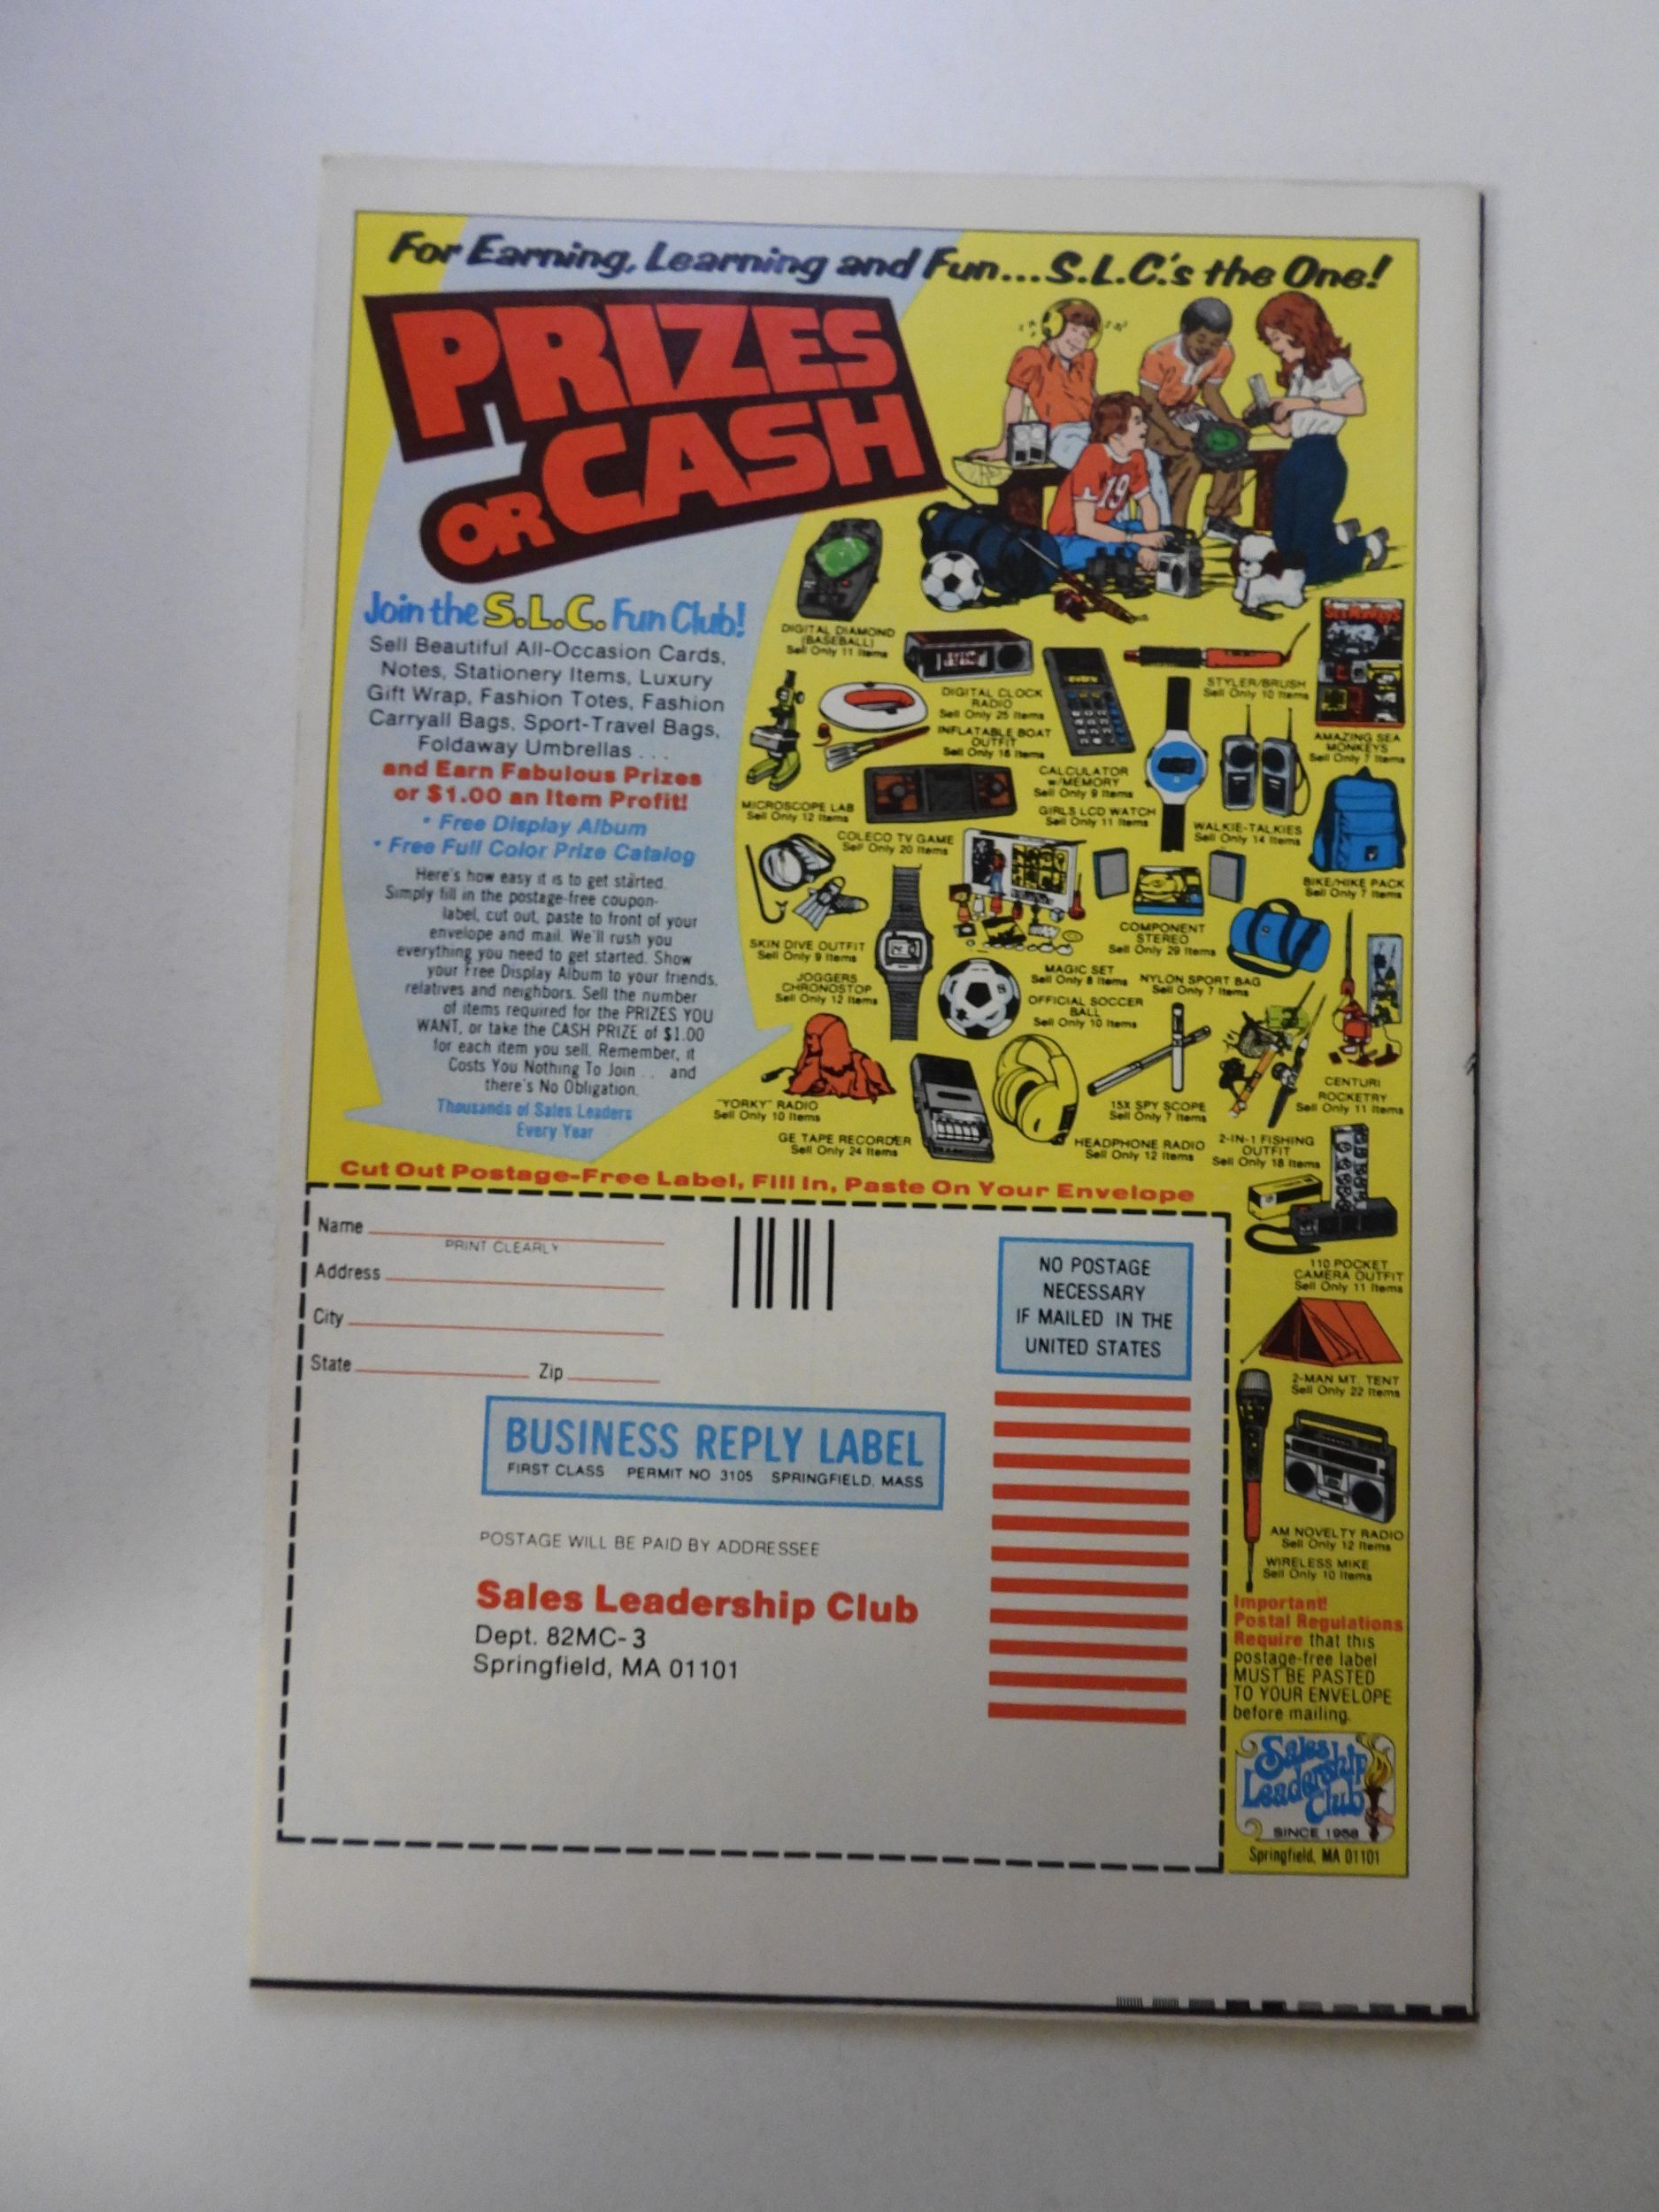 For Earning, Learning and Fun...S.L.C.'s the One!
PRIZES
OR CASH
Join the S.L.C. Fun Club!
Sell Beautiful All-Occasion Cards,
Notes, Stationery Items, Luxury
Gift Wrap, Fashion Totes, Fashion
Carryall Bags, Sport-Travel Bags,
Foldaway Umbrellas . . .
and Earn Fabulous Prizes
or $1.00 an Item Profit!
• Free Display Album
• Free Full Color Prize Catalog
Here's how easy it is to get started.
Simply fill in the postage-free coupon-
label, cut out, paste to front of your
envelope and mail. We'll rush you
everything you need to get started. Show
your Free Display Album to your friends,
relatives and neighbors. Sell the number
of items required for the PRIZES YOU
WANT, or take the CASH PRIZE of $1.00
for each item you sell. Remember, it
Costs You Nothing To Join . . and
there's No Obligation.
Thousands of Sales Leaders
Every Year
19
DIGITAL DIAMOND
(BASEBALL)
Sell Only 11 Items
DIGITAL CLOCK
RADIO
Sell Only 25 Items
STYLER/BRUSH
Sell Only 10 Items
AMAZING SEA
MONKEYS
Sell Only 7 Items
INFLATABLE BOAT
OUTFIT
Sell Only 16 Items
MICROSCOPE LAB
Sell Only 12 Items
CALCULATOR
w/MEMORY
Sell Only 9 Items
GIRLS LCD WATCH
Sell Only 11 Items
WALKIE-TALKIES
Sell Only 14 Items
COLECO TV GAME
Sell Only 20 Items
BIKE/HIKE PACK
Sell Only 7 Items
SKIN DIVE OUTFIT
Sell Only 9 Items
COMPONENT
STEREO
Sell Only 29 Items
JOGGERS
CHRONOSTOP
Sell Only 12 Items
MAGIC SET
Sell Only 8 Items
NYLON SPORT BAG
Sell Only 7 Items
OFFICIAL SOCCER
BALL
Sell Only 10 Items
CENTURI
ROCKETRY
Sell Only 11 Items
"YORKY" RADIO
Sell Only 10 Items
15X SPY SCOPE
Sell Only 7 Items
GE TAPE RECORDER
Sell Only 24 Items
HEADPHONE RADIO
Sell Only 12 Items
2-IN-1 FISHING
OUTFIT
Sell Only 18 Items
110 POCKET
CAMERA OUTFIT
Sell Only 11 Items
2-MAN MT. TENT
Sell Only 22 Items
AM NOVELTY RADIO
Sell Only 12 Items
WIRELESS MIKE
Sell Only 10 Items
Important!
Postal Regulations
Require that this
postage-free label
MUST BE PASTED
TO YOUR ENVELOPE
before mailing.
Sales
Leadership
Club
SINCE 1958
Springfield, MA 01101
Cut Out Postage-Free Label, Fill In, Paste On Your Envelope
Name
PRINT CLEARLY
Address
City
State Zip
NO POSTAGE
NECESSARY
IF MAILED IN THE
UNITED STATES
BUSINESS REPLY LABEL
FIRST CLASS PERMIT NO 3105 SPRINGFIELD, MASS
POSTAGE WILL BE PAID BY ADDRESSEE
Sales Leadership Club
Dept. 82MC-3
Springfield, MA 01101